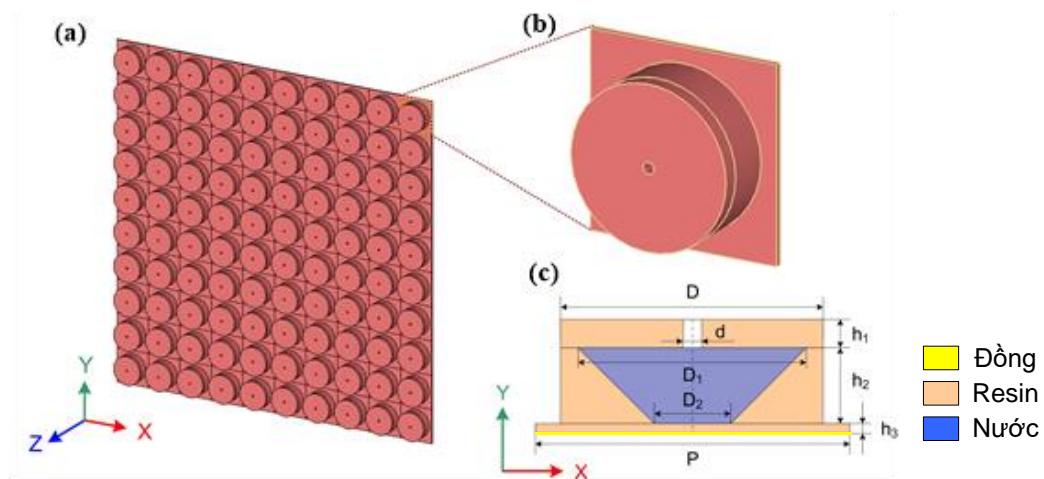 (a)
(b)
(c)
D
d
h1
D1
h2
D2
h3
P
Y
X
Z
Y
X
Đồng
Resin
Nước